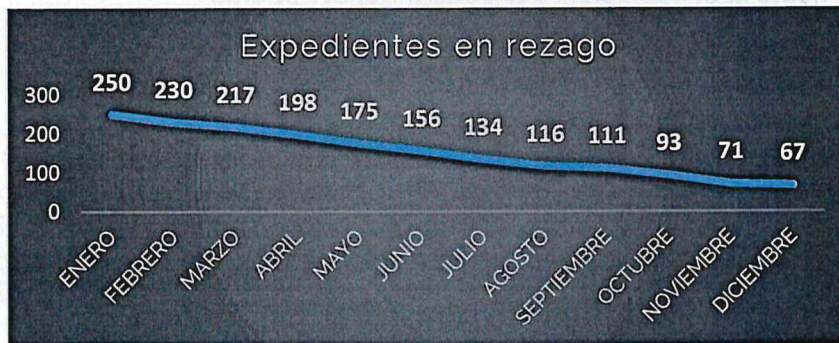 Expedientes en rezago
250 230 217 198 175 156 134 116 111 93 71 67
300
200
100
0
ENERO FEBRERO MARZO ABRIL MAYO JUNIO JULIO AGOSTO SEPTIEMBRE OCTUBRE NOVIEMBRE DICIEMBRE